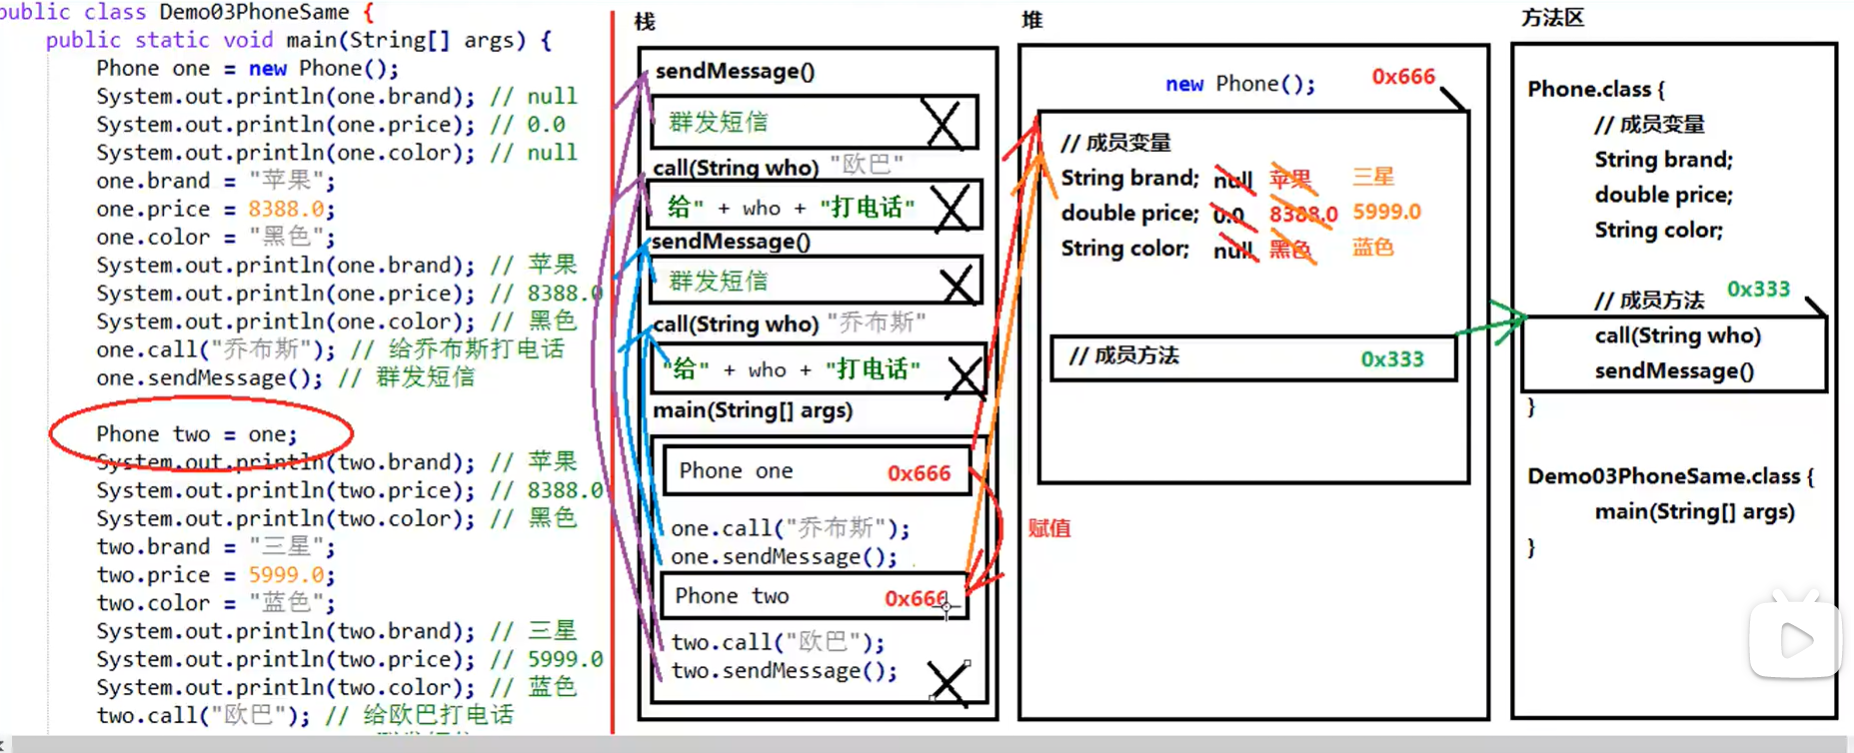 public class Demo03PhoneSame {
public static void main(String[] args) {
Phone one = new Phone();
System.out.println(one.brand); // null
System.out.println(one.price); // 0.0
System.out.println(one.color); // null
one.brand = "苹果";
one.price = 8388.0;
one.color = "黑色";
System.out.println(one.brand); // 苹果
System.out.println(one.price); // 8388.0
System.out.println(one.color); // 黑色
one.call("乔布斯"); // 给乔布斯打电话
one.sendMessage(); // 群发短信
Phone two = one;
System.out.println(two.brand); // 苹果
System.out.println(two.price); // 8388.0
System.out.println(two.color); // 黑色
two.brand = "三星";
two.price = 5999.0;
two.color = "蓝色";
System.out.println(two.brand); // 三星
System.out.println(two.price); // 5999.0
System.out.println(two.color); // 蓝色
two.call("欧巴"); // 给欧巴打电话
栈
sendMessage()
群发短信
call(String who) "欧巴"
给" + who + "打电话"
sendMessage()
群发短信
call(String who) "乔布斯"
"给" + who + "打电话"
main(String[] args)
Phone one 0x666
one.call("乔布斯");
one.sendMessage();
Phone two 0x666
two.call("欧巴");
two.sendMessage();
堆
new Phone(); 0x666
// 成员变量
String brand; null 苹果 三星
double price; 0.0 8388.0 5999.0
String color; null 黑色 蓝色
// 成员方法 0x333
赋值
方法区
Phone.class {
// 成员变量
String brand;
double price;
String color;
// 成员方法 0x333
call(String who)
sendMessage()
}
Demo03PhoneSame.class {
main(String[] args)
}